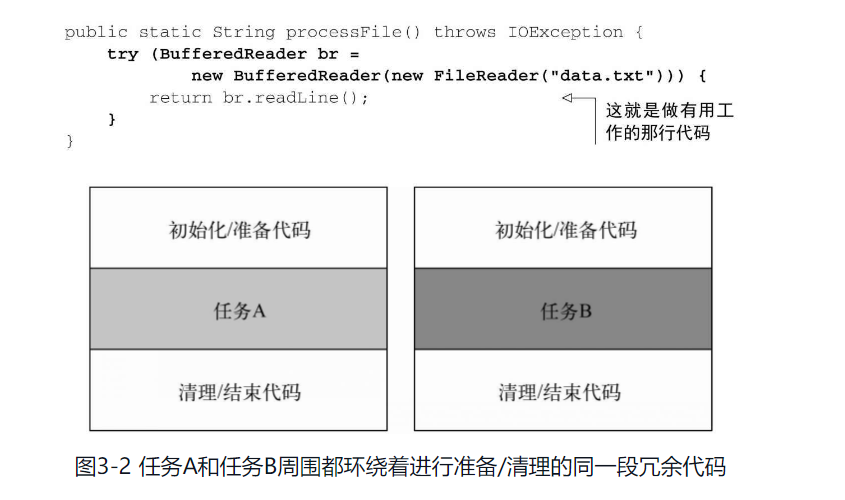 public static String processFile() throws IOException {
try (BufferedReader br =
new BufferedReader(new FileReader("data.txt"))) {
return br.readLine();
}
}
这就是做有用工
作的那行代码
初始化/准备代码
任务A
清理/结束代码
初始化/准备代码
任务B
清理/结束代码
图3-2 任务A和任务B周围都环绕着进行准备/清理的同一段冗余代码